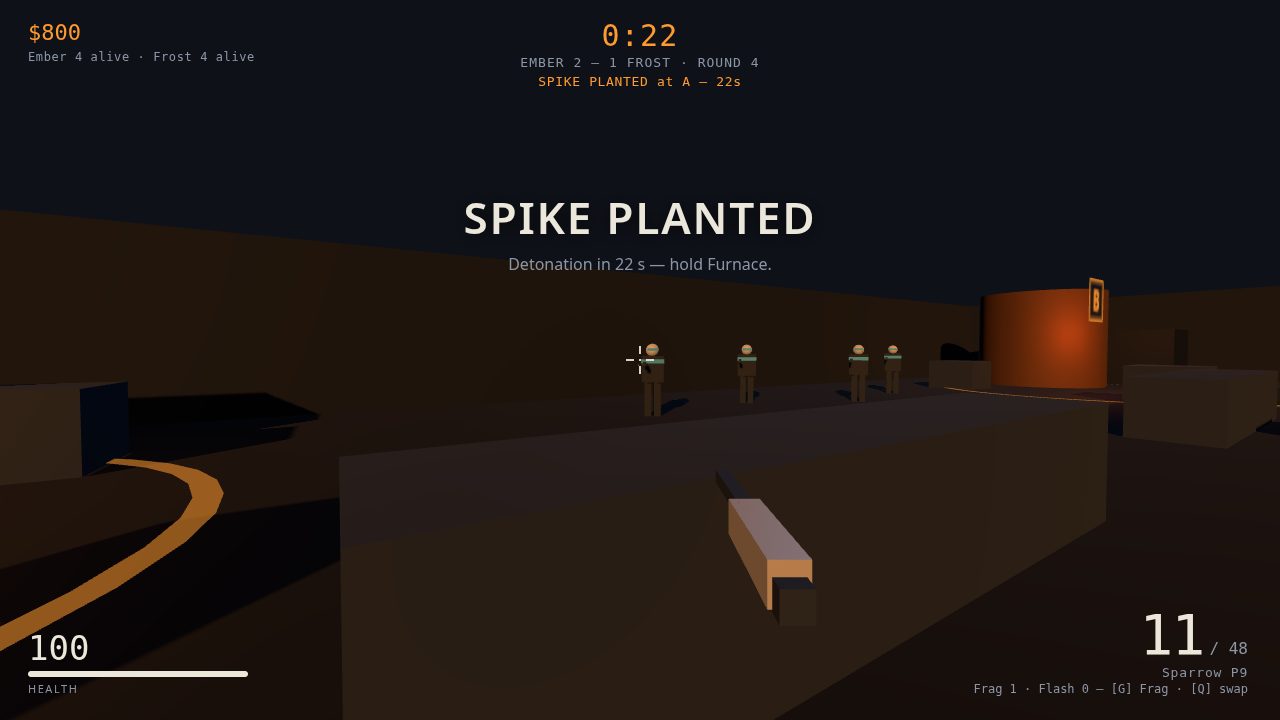 $800
Ember 4 alive · Frost 4 alive
0:22
EMBER 2 — 1 FROST · ROUND 4
SPIKE PLANTED at A — 22s
SPIKE PLANTED
Detonation in 22 s — hold Furnace.
B
100
HEALTH
11 / 48
Sparrow P9
Frag 1 · Flash 0 — [G] Frag · [Q] swap